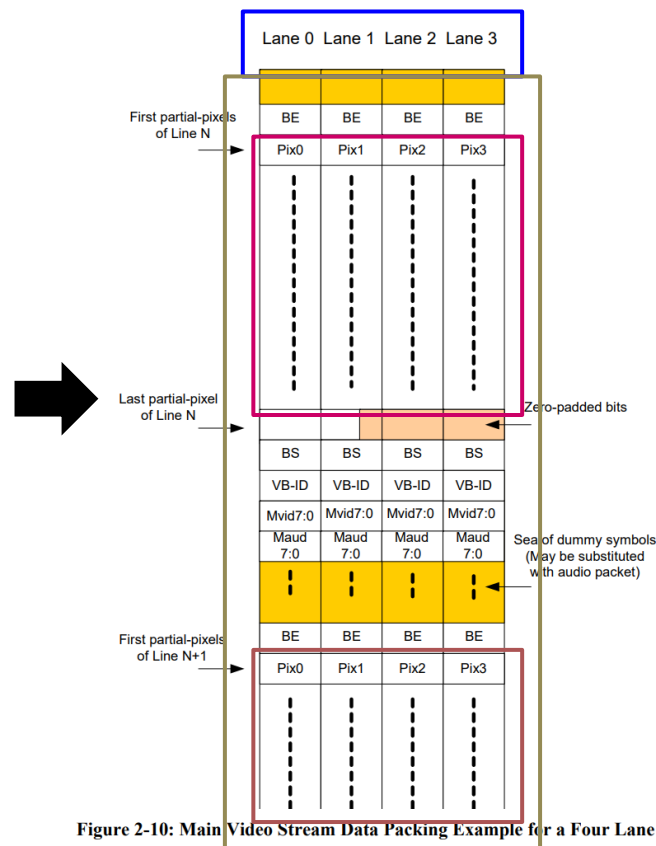 Lane 0 Lane 1 Lane 2 Lane 3
First partial-pixels
of Line N
BE BE BE BE
Pix0 Pix1 Pix2 Pix3
Last partial-pixel
of Line N
Zero-padded bits
BS BS BS BS
VB-ID VB-ID VB-ID VB-ID
Mvid7:0 Mvid7:0 Mvid7:0 Mvid7:0
Maud Maud Maud Maud
7:0 7:0 7:0 7:0
Sea of dummy symbols
(May be substituted
with audio packet)
First partial-pixels
of Line N+1
BE BE BE BE
Pix0 Pix1 Pix2 Pix3
Figure 2-10: Main Video Stream Data Packing Example for a Four Lane